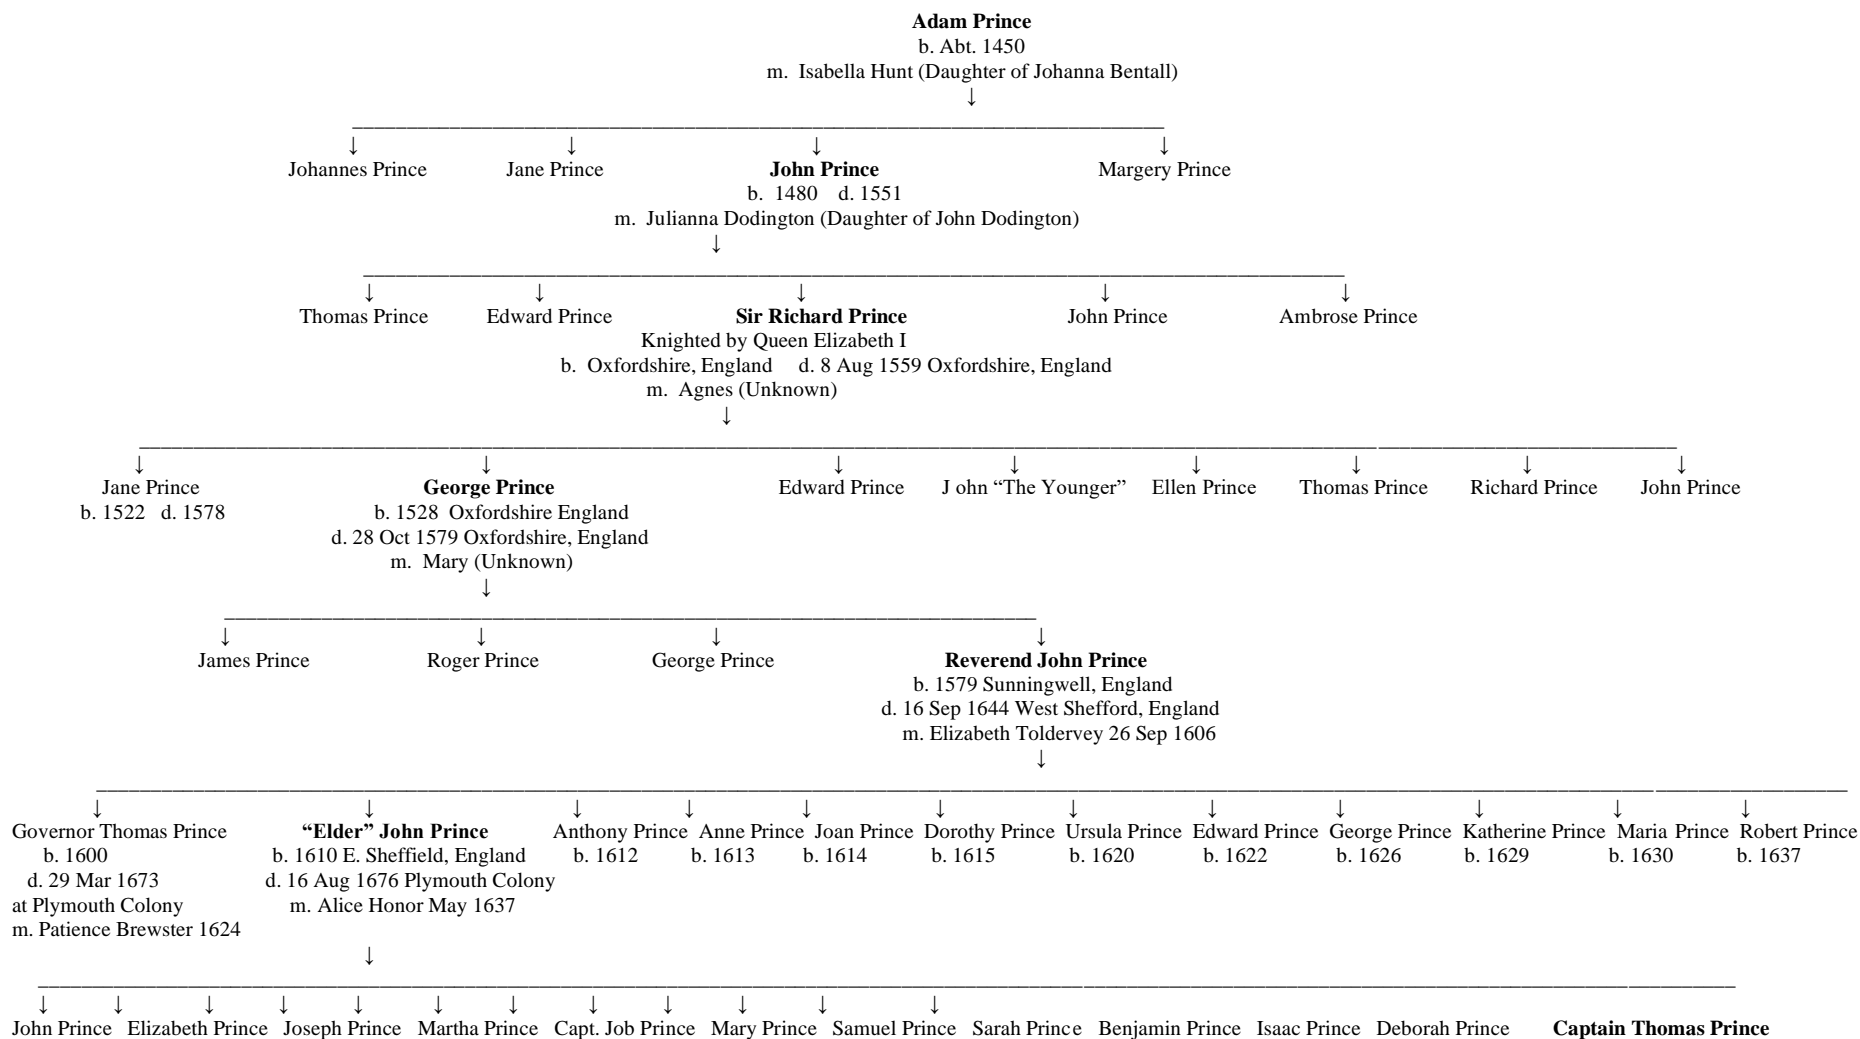 Adam Prince
b. Abt. 1450
m. Isabella Hunt (Daughter of Johanna Bentall)
↓
↓ ↓ ↓ ↓
Johannes Prince Jane Prince John Prince Margery Prince
b. 1480 d. 1551
m. Julianna Dodington (Daughter of John Dodington)
↓
↓ ↓ ↓ ↓ ↓
Thomas Prince Edward Prince Sir Richard Prince John Prince Ambrose Prince
Knighted by Queen Elizabeth I
b. Oxfordshire, England d. 8 Aug 1559 Oxfordshire, England
m. Agnes (Unknown)
↓
↓ ↓ ↓ ↓ ↓ ↓ ↓ ↓
Jane Prince George Prince Edward Prince J ohn “The Younger” Ellen Prince Thomas Prince Richard Prince John Prince
b. 1522 d. 1578 b. 1528 Oxfordshire England
d. 28 Oct 1579 Oxfordshire, England
m. Mary (Unknown)
↓
↓ ↓ ↓ ↓
James Prince Roger Prince George Prince Reverend John Prince
b. 1579 Sunningwell, England
d. 16 Sep 1644 West Shefford, England
m. Elizabeth Toldervey 26 Sep 1606
↓
↓ ↓ ↓ ↓ ↓ ↓ ↓ ↓ ↓ ↓ ↓ ↓
Governor Thomas Prince “Elder” John Prince Anthony Prince Anne Prince Joan Prince Dorothy Prince Ursula Prince Edward Prince George Prince Katherine Prince Maria Prince Robert Prince
b. 1600 b. 1610 E. Sheffield, England b. 1612 b. 1613 b. 1614 b. 1615 b. 1620 b. 1622 b. 1626 b. 1629 b. 1630 b. 1637
d. 29 Mar 1673 d. 16 Aug 1676 Plymouth Colony
at Plymouth Colony m. Alice Honor May 1637
m. Patience Brewster 1624
↓
↓ ↓ ↓ ↓ ↓ ↓ ↓ ↓ ↓ ↓ ↓ ↓
John Prince Elizabeth Prince Joseph Prince Martha Prince Capt. Job Prince Mary Prince Samuel Prince Sarah Prince Benjamin Prince Isaac Prince Deborah Prince Captain Thomas Prince